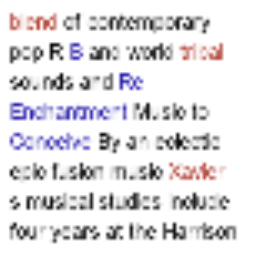 blend of contemporary
pop R B and world tribal
sounds and Re
Enchantment Music to
Conceive By an eclectic
epic fusion music Xavier
s musical studies include
four years at the Harrison